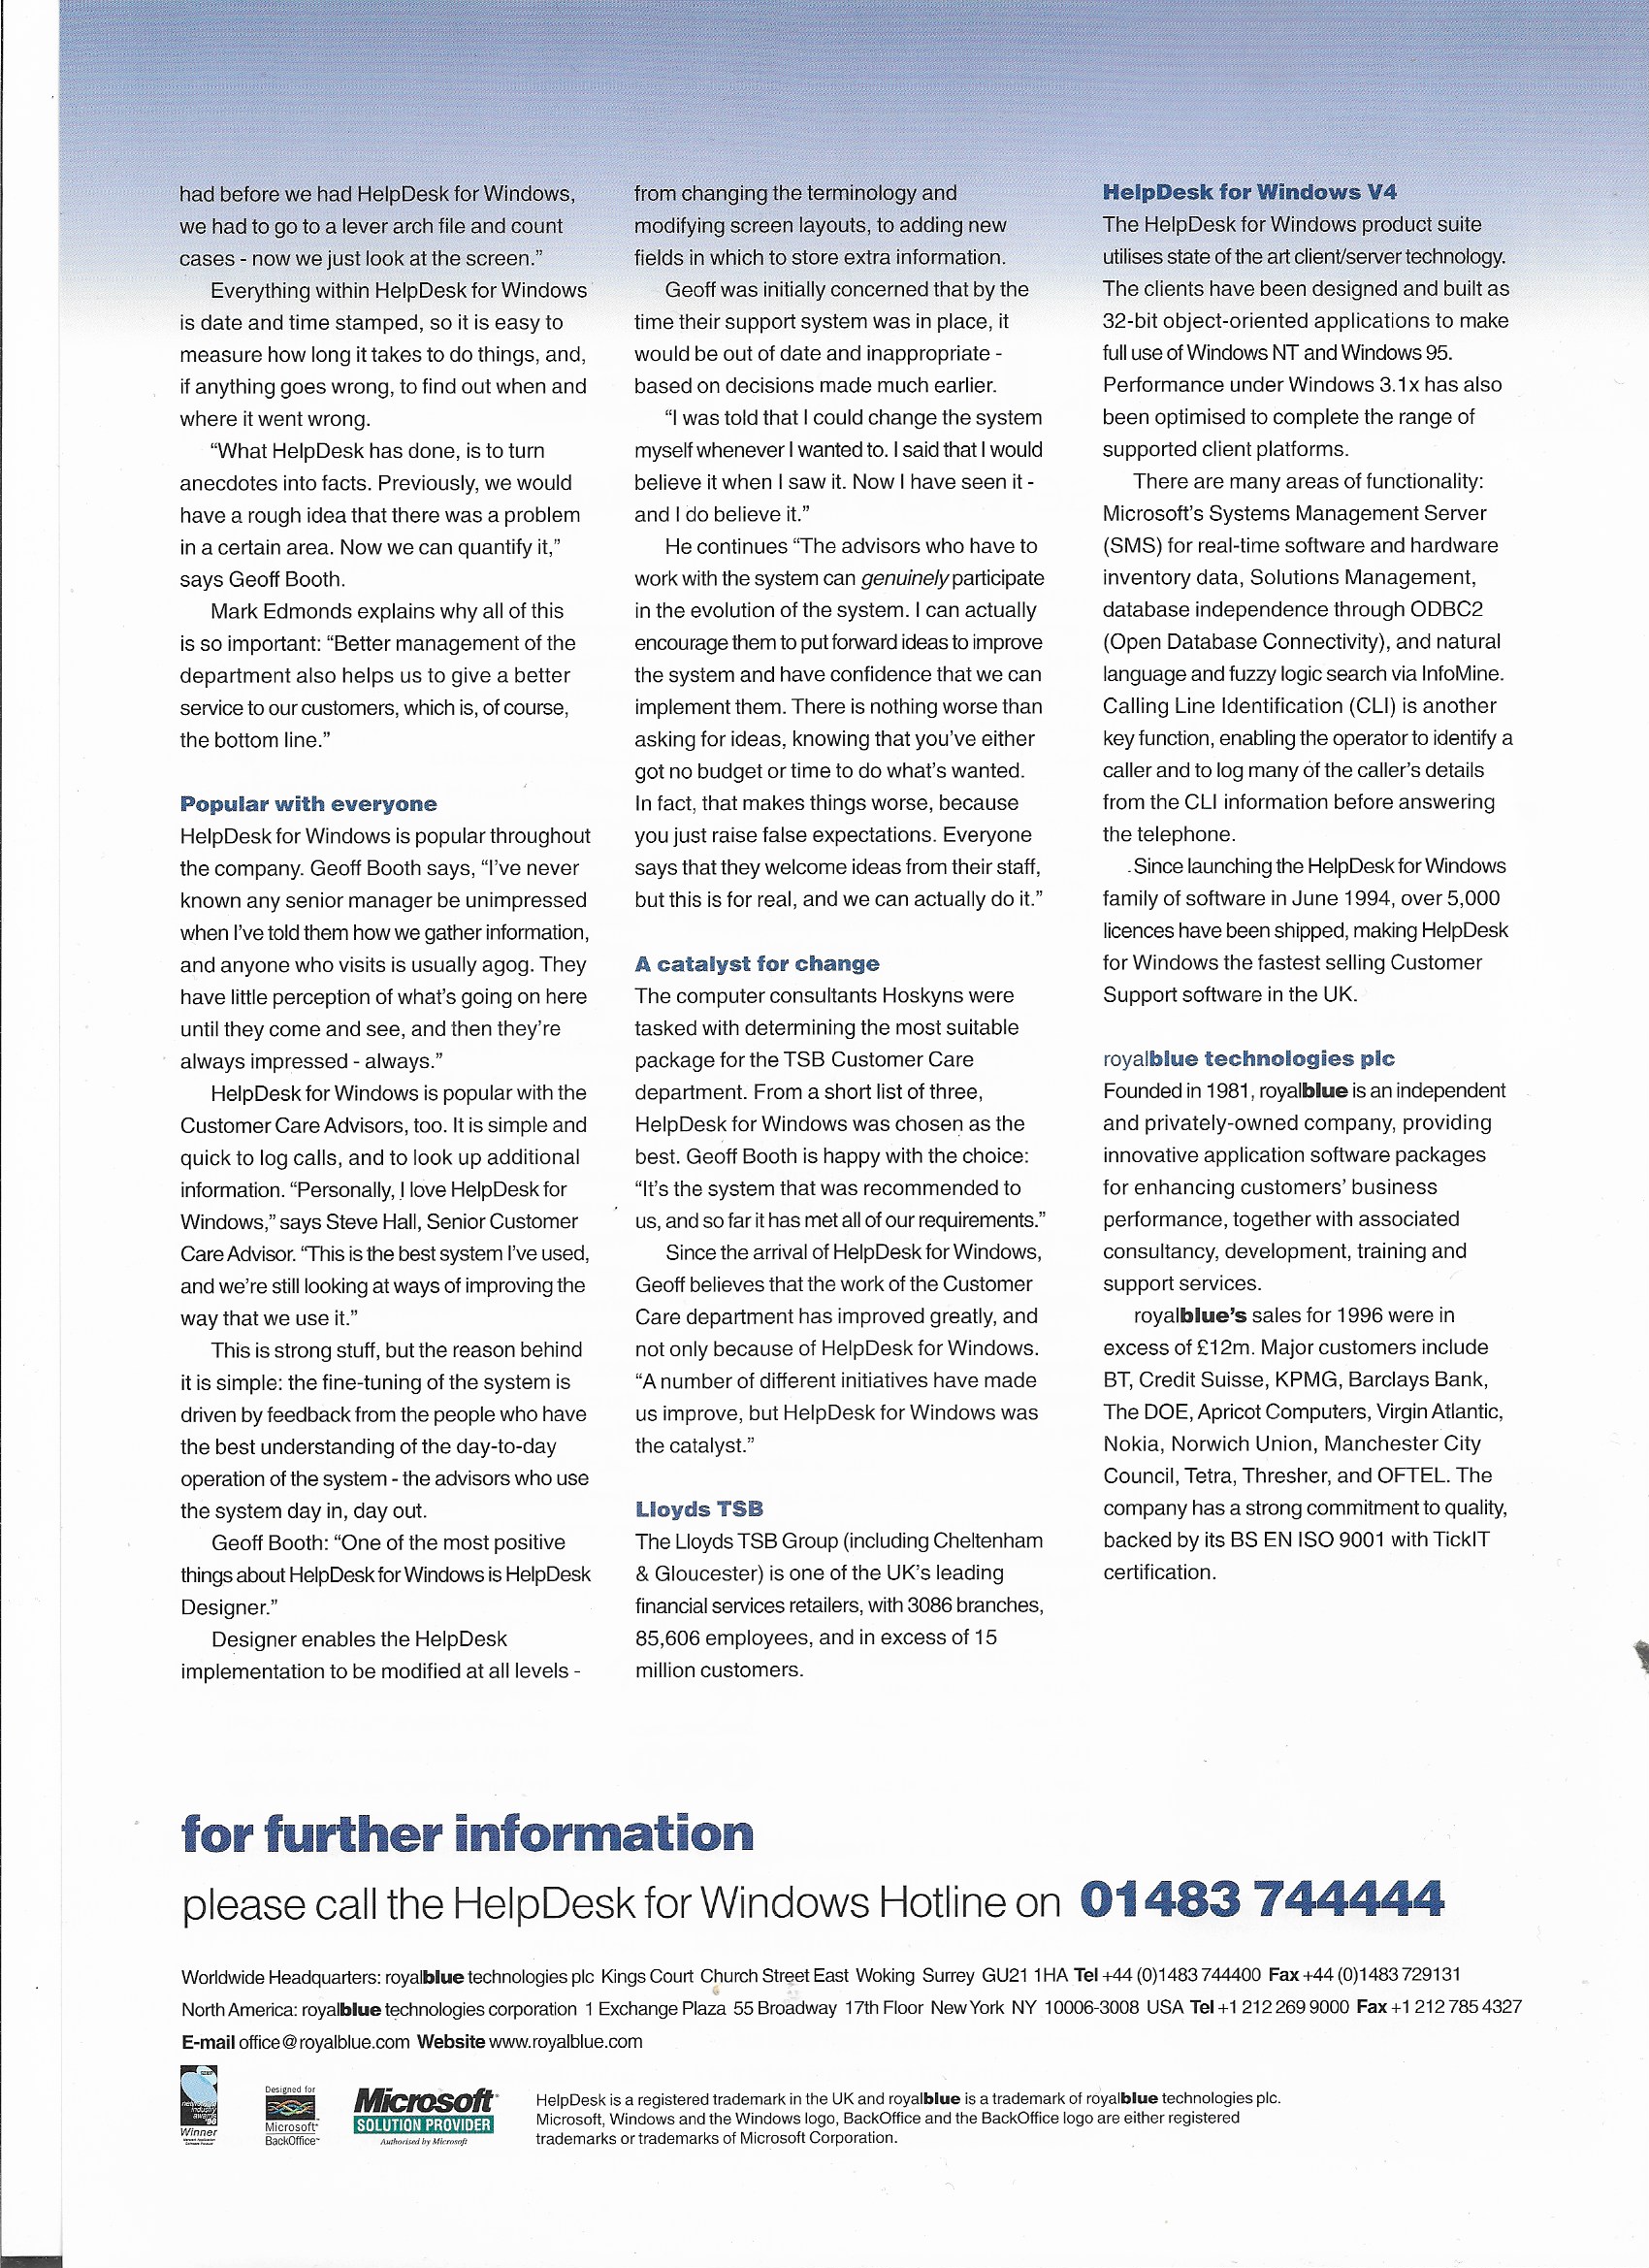 had before we had HelpDesk for Windows,
we had to go to a lever arch file and count
cases - now we just look at the screen.”
Everything within HelpDesk for Windows
is date and time stamped, so it is easy to
measure how long it takes to do things, and,
if anything goes wrong, to find out when and
where it went wrong.
“What HelpDesk has done, is to turn
anecdotes into facts. Previously, we would
have a rough idea that there was a problem
in a certain area. Now we can quantify it,”
says Geoff Booth.
Mark Edmonds explains why all of this
is so important: “Better management of the
department also helps us to give a better
service to our customers, which is, of course,
the bottom line.”
Popular with everyone
HelpDesk for Windows is popular throughout
the company. Geoff Booth says, “I’ve never
known any senior manager be unimpressed
when I’ve told them how we gather information,
and anyone who visits is usually agog. They
have little perception of what’s going on here
until they come and see, and then they’re
always impressed - always.”
HelpDesk for Windows is popular with the
Customer Care Advisors, too. It is simple and
quick to log calls, and to look up additional
information. “Personally, I love HelpDesk for
Windows,” says Steve Hall, Senior Customer
Care Advisor. “This is the best system I’ve used,
and we’re still looking at ways of improving the
way that we use it.”
This is strong stuff, but the reason behind
it is simple: the fine-tuning of the system is
driven by feedback from the people who have
the best understanding of the day-to-day
operation of the system - the advisors who use
the system day in, day out.
Geoff Booth: “One of the most positive
things about HelpDesk for Windows is HelpDesk
Designer.”
Designer enables the HelpDesk
implementation to be modified at all levels -
from changing the terminology and
modifying screen layouts, to adding new
fields in which to store extra information.
Geoff was initially concerned that by the
time their support system was in place, it
would be out of date and inappropriate -
based on decisions made much earlier.
“I was told that I could change the system
myself whenever I wanted to. I said that I would
believe it when I saw it. Now I have seen it -
and I do believe it.”
He continues “The advisors who have to
work with the system can genuinely participate
in the evolution of the system. I can actually
encourage them to put forward ideas to improve
the system and have confidence that we can
implement them. There is nothing worse than
asking for ideas, knowing that you’ve either
got no budget or time to do what’s wanted.
In fact, that makes things worse, because
you just raise false expectations. Everyone
says that they welcome ideas from their staff,
but this is for real, and we can actually do it.”
A catalyst for change
The computer consultants Hoskyns were
tasked with determining the most suitable
package for the TSB Customer Care
department. From a short list of three,
HelpDesk for Windows was chosen as the
best. Geoff Booth is happy with the choice:
“It’s the system that was recommended to
us, and so far it has met all of our requirements.”
Since the arrival of HelpDesk for Windows,
Geoff believes that the work of the Customer
Care department has improved greatly, and
not only because of HelpDesk for Windows.
“A number of different initiatives have made
us improve, but HelpDesk for Windows was
the catalyst.”
Lloyds TSB
The Lloyds TSB Group (including Cheltenham
& Gloucester) is one of the UK’s leading
financial services retailers, with 3086 branches,
85,606 employees, and in excess of 15
million customers.
HelpDesk for Windows V4
The HelpDesk for Windows product suite
utilises state of the art client/server technology.
The clients have been designed and built as
32-bit object-oriented applications to make
full use of Windows NT and Windows 95.
Performance under Windows 3.1x has also
been optimised to complete the range of
supported client platforms.
There are many areas of functionality:
Microsoft’s Systems Management Server
(SMS) for real-time software and hardware
inventory data, Solutions Management,
database independence through ODBC2
(Open Database Connectivity), and natural
language and fuzzy logic search via InfoMine.
Calling Line Identification (CLI) is another
key function, enabling the operator to identify a
caller and to log many of the caller’s details
from the CLI information before answering
the telephone.
Since launching the HelpDesk for Windows
family of software in June 1994, over 5,000
licences have been shipped, making HelpDesk
for Windows the fastest selling Customer
Support software in the UK.
royalblue technologies plc
Founded in 1981, royalblue is an independent
and privately-owned company, providing
innovative application software packages
for enhancing customers’ business
performance, together with associated
consultancy, development, training and
support services.
royalblue’s sales for 1996 were in
excess of £12m. Major customers include
BT, Credit Suisse, KPMG, Barclays Bank,
The DOE, Apricot Computers, Virgin Atlantic,
Nokia, Norwich Union, Manchester City
Council, Tetra, Thresher, and OFTEL. The
company has a strong commitment to quality,
backed by its BS EN ISO 9001 with TickIT
certification.
for further information
please call the HelpDesk for Windows Hotline on 01483 744444
Worldwide Headquarters: royalblue technologies plc Kings Court Church Street East Woking Surrey GU21 1HA Tel +44 (0)1483 744400 Fax +44 (0)1483 729131
North America: royalblue technologies corporation 1 Exchange Plaza 55 Broadway 17th Floor New York NY 10006-3008 USA Tel +1 212 269 9000 Fax +1 212 785 4327
E-mail office@royalblue.com Website www.royalblue.com
Winner
Designed for
Microsoft
BackOffice
Microsoft
SOLUTION PROVIDER
Authorised by Microsoft
HelpDesk is a registered trademark in the UK and royalblue is a trademark of royalblue technologies plc.
Microsoft, Windows and the Windows logo, BackOffice and the BackOffice logo are either registered
trademarks or trademarks of Microsoft Corporation.